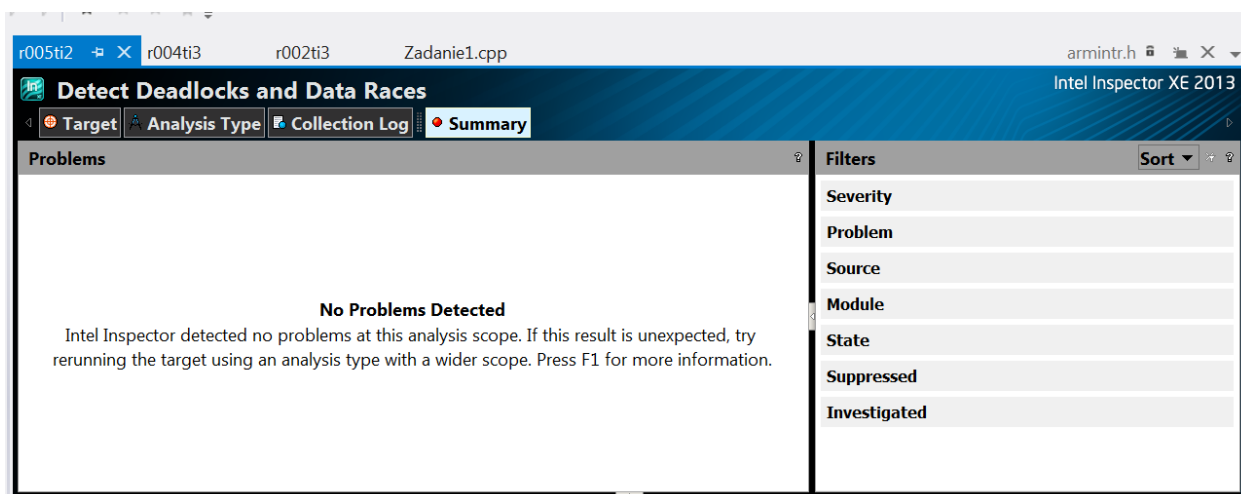 r005ti2 r004ti3 r002ti3 Zadanie1.cpp armintr.h
Detect Deadlocks and Data Races
Intel Inspector XE 2013
Target Analysis Type Collection Log Summary
Problems ?
No Problems Detected
Intel Inspector detected no problems at this analysis scope. If this result is unexpected, try
rerunning the target using an analysis type with a wider scope. Press F1 for more information.
Filters Sort ?
Severity
Problem
Source
Module
State
Suppressed
Investigated